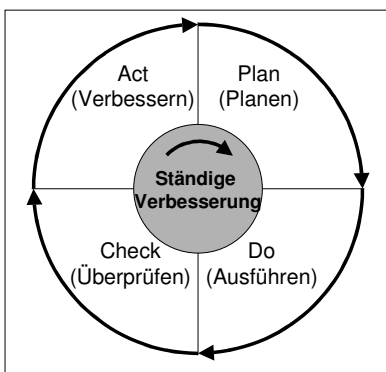 Act
(Verbessern)
Plan
(Planen)
Ständige
Verbesserung
Check
(Überprüfen)
Do
(Ausführen)